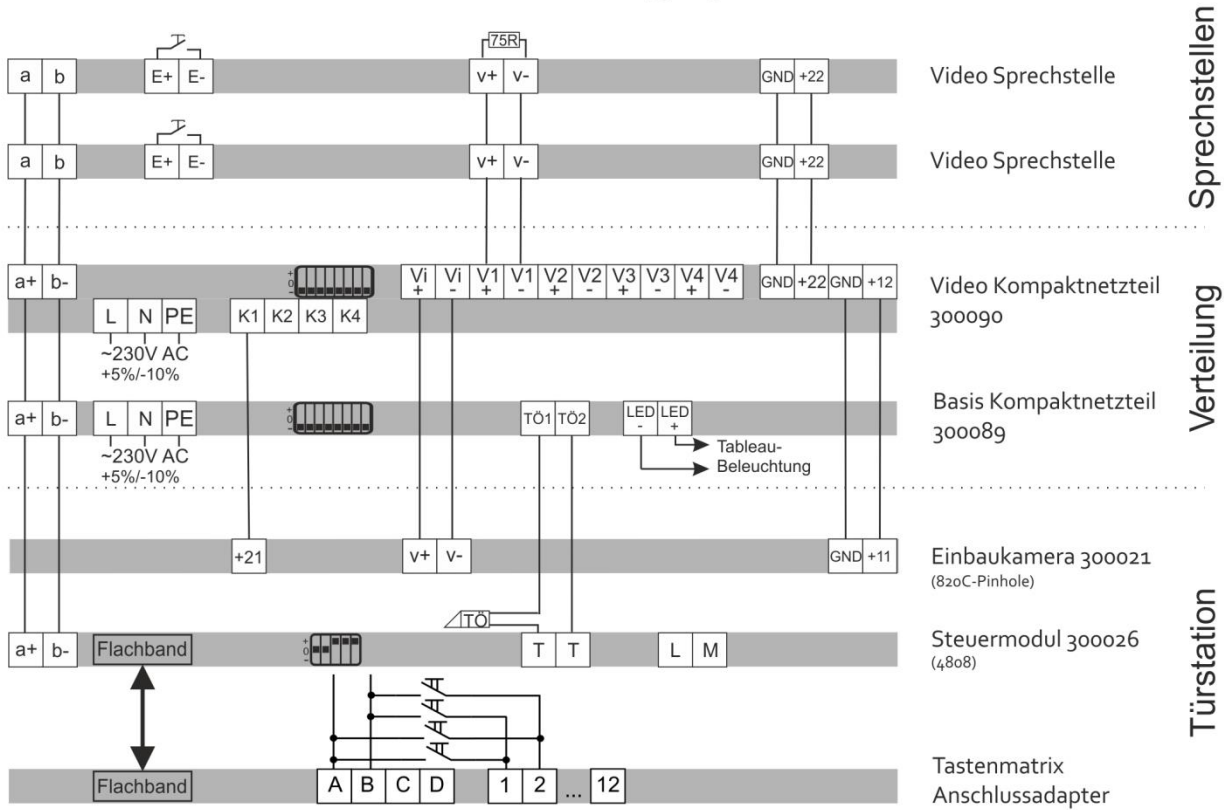 75R
a b E+ E- v+ v- GND +22 Video Sprechstelle
a b E+ E- v+ v- GND +22 Video Sprechstelle
Sprechstellen
a+ b- + 0 - Vi + Vi - V1 + V1 - V2 + V2 - V3 + V3 - V4 + V4 - GND +22 GND +12 Video Kompaktnetzteil
L N PE K1 K2 K3 K4 300090
~230V AC
+5%/-10%
a+ b- L N PE + 0 - TÖ1 TÖ2 LED - LED + Basis Kompaktnetzteil
300089
~230V AC Tableau-
+5%/-10% Beleuchtung
Verteilung
+21 v+ v- GND +11 Einbaukamera 300021
(820C-Pinhole)
TÖ
a+ b- Flachband + 0 - T T L M Steuermodul 300026
(4808)
Türstation
Flachband A B C D 1 2 ... 12 Tastenmatrix
Anschlussadapter